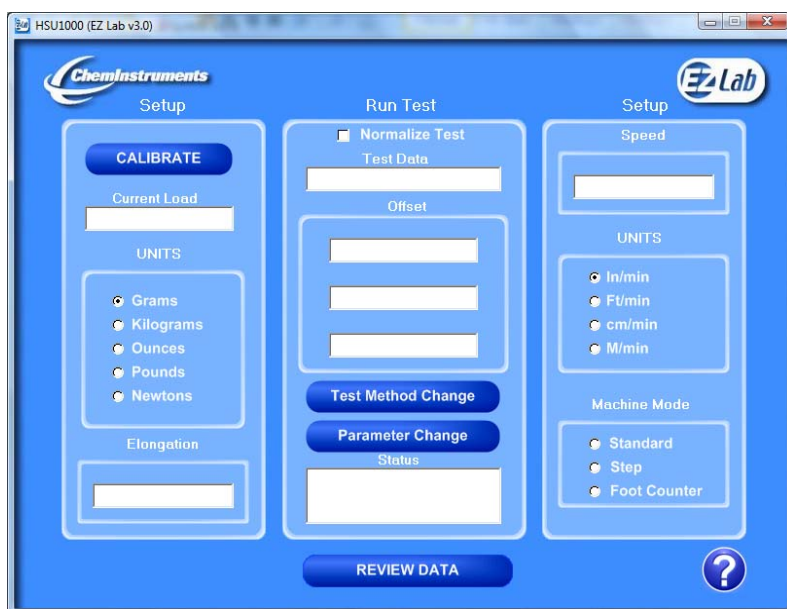 HSU1000 (EZ Lab v3.0)
ChemInstruments
EZ Lab
Setup
CALIBRATE
Current Load
UNITS
Grams
Kilograms
Ounces
Pounds
Newtons
Elongation
Run Test
Normalize Test
Test Data
Offset
Test Method Change
Parameter Change
Status
REVIEW DATA
Setup
Speed
UNITS
In/min
Ft/min
cm/min
M/min
Machine Mode
Standard
Step
Foot Counter
?